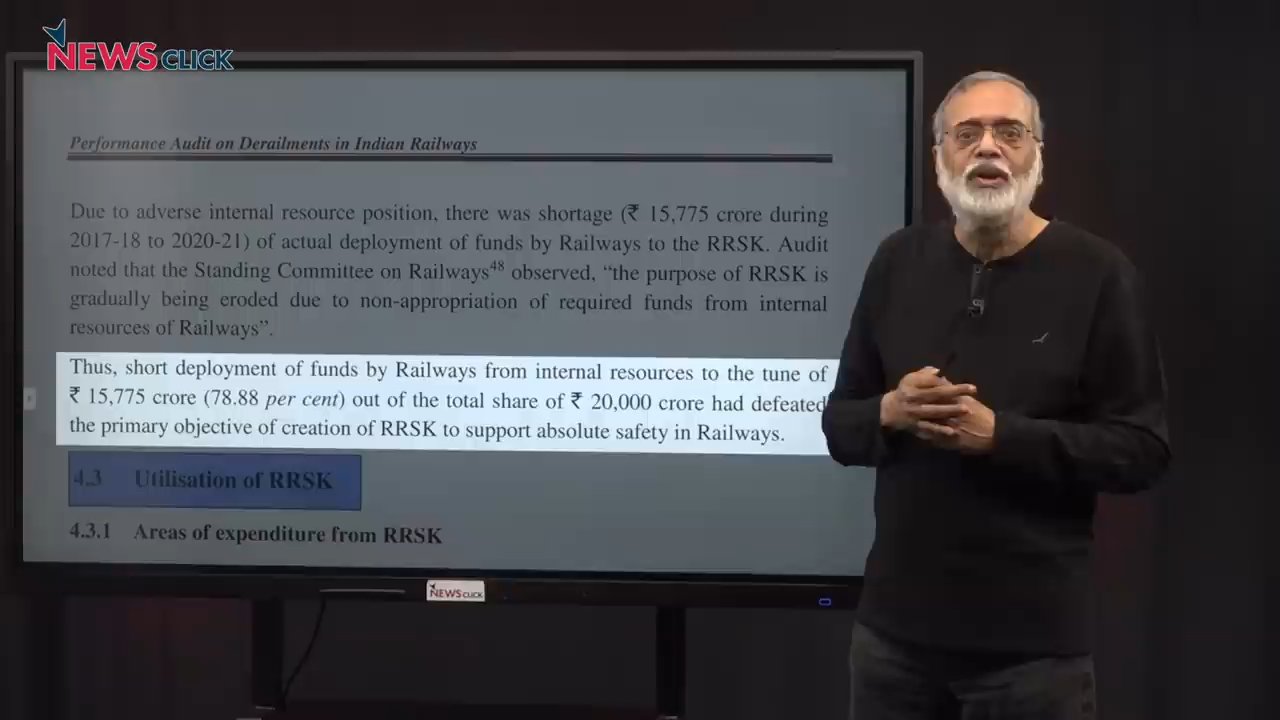 NEWSCLICK
Performance Audit on Derailments in Indian Railways
Due to adverse internal resource position, there was shortage (₹ 15,775 crore during
2017-18 to 2020-21) of actual deployment of funds by Railways to the RRSK. Audit
noted that the Standing Committee on Railways48 observed, “the purpose of RRSK is
gradually being eroded due to non-appropriation of required funds from internal
resources of Railways”.
Thus, short deployment of funds by Railways from internal resources to the tune of
₹ 15,775 crore (78.88 per cent) out of the total share of ₹ 20,000 crore had defeated
the primary objective of creation of RRSK to support absolute safety in Railways.
4.3 Utilisation of RRSK
4.3.1 Areas of expenditure from RRSK
NEWSCLICK